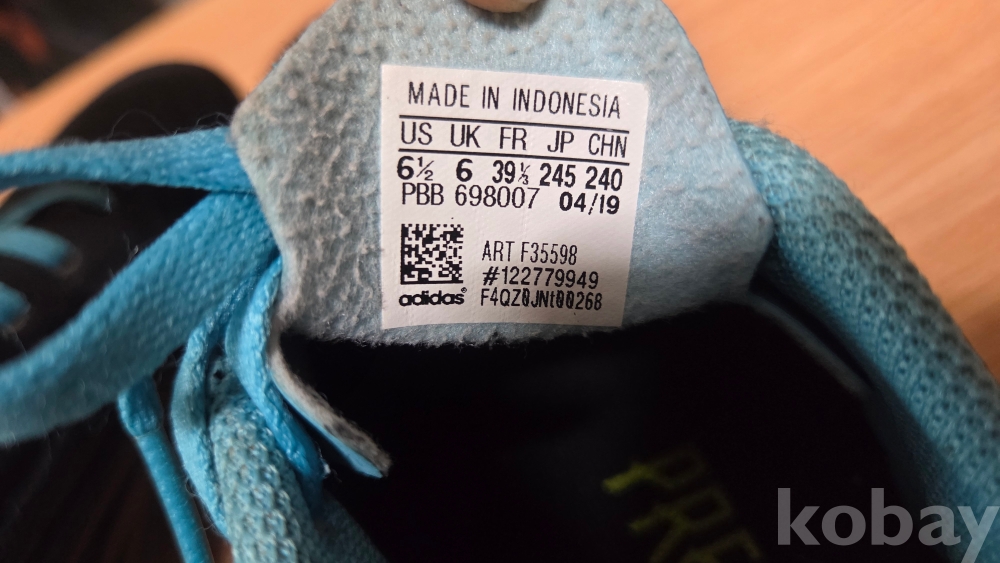 MADE IN INDONESIA
US UK FR JP CHN
6½ 6 39⅓ 245 240
PBB 698007 04/19
ART F35598
#122779949
adidas® F4QZ0JNt00268
PRE
kobay